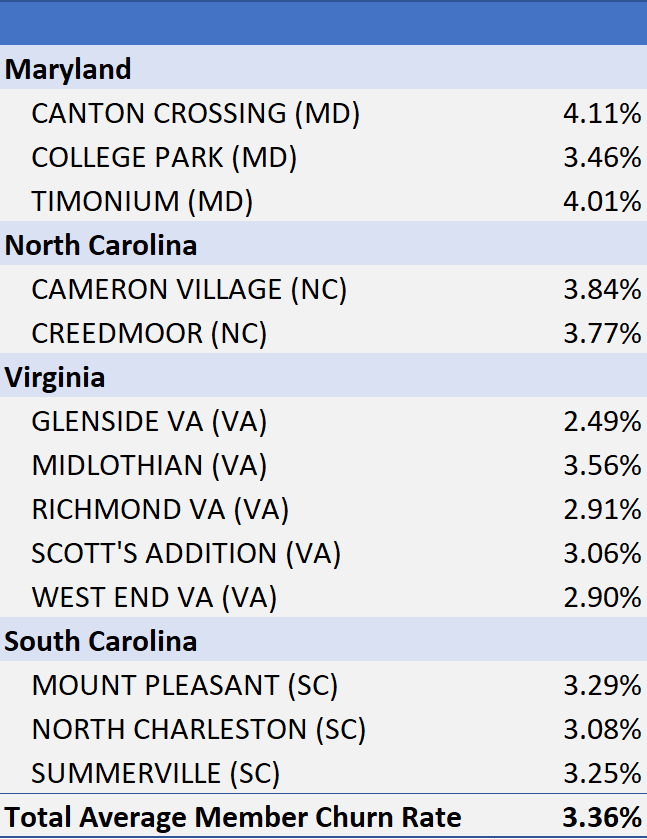 Maryland
CANTON CROSSING (MD) 4.11%
COLLEGE PARK (MD) 3.46%
TIMONIUM (MD) 4.01%
North Carolina
CAMERON VILLAGE (NC) 3.84%
CREEDMOOR (NC) 3.77%
Virginia
GLENSIDE VA (VA) 2.49%
MIDLOTHIAN (VA) 3.56%
RICHMOND VA (VA) 2.91%
SCOTT'S ADDITION (VA) 3.06%
WEST END VA (VA) 2.90%
South Carolina
MOUNT PLEASANT (SC) 3.29%
NORTH CHARLESTON (SC) 3.08%
SUMMERVILLE (SC) 3.25%
Total Average Member Churn Rate 3.36%